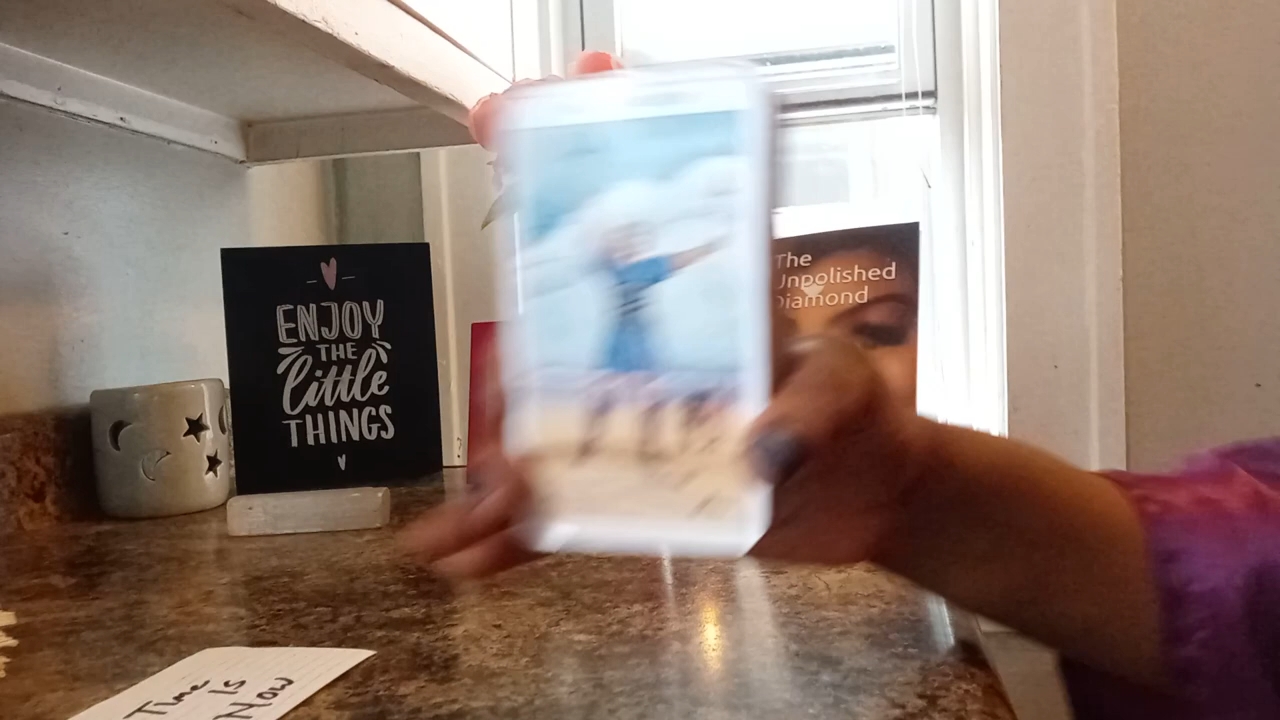 ENJOY
THE
little
THINGS
The
Unpolished
Diamond
Time Is
Now